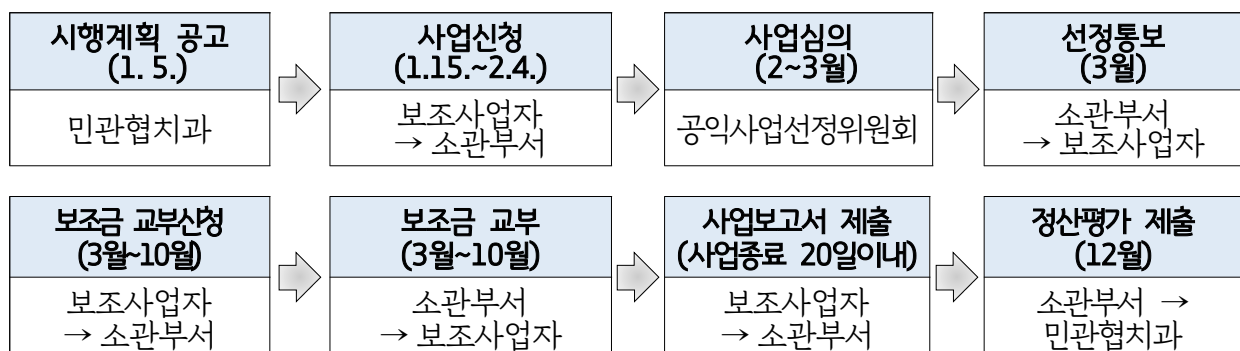 시행계획 공고
(1. 5.)
민관협치과
사업신청
(1.15.~2.4.)
보조사업자
→ 소관부서
사업심의
(2~3월)
공익사업선정위원회
선정통보
(3월)
소관부서
→ 보조사업자
보조금 교부신청
(3월~10월)
보조사업자
→ 소관부서
보조금 교부
(3월~10월)
소관부서
→ 보조사업자
사업보고서 제출
(사업종료 20일이내)
보조사업자
→ 소관부서
정산평가 제출
(12월)
소관부서 →
민관협치과